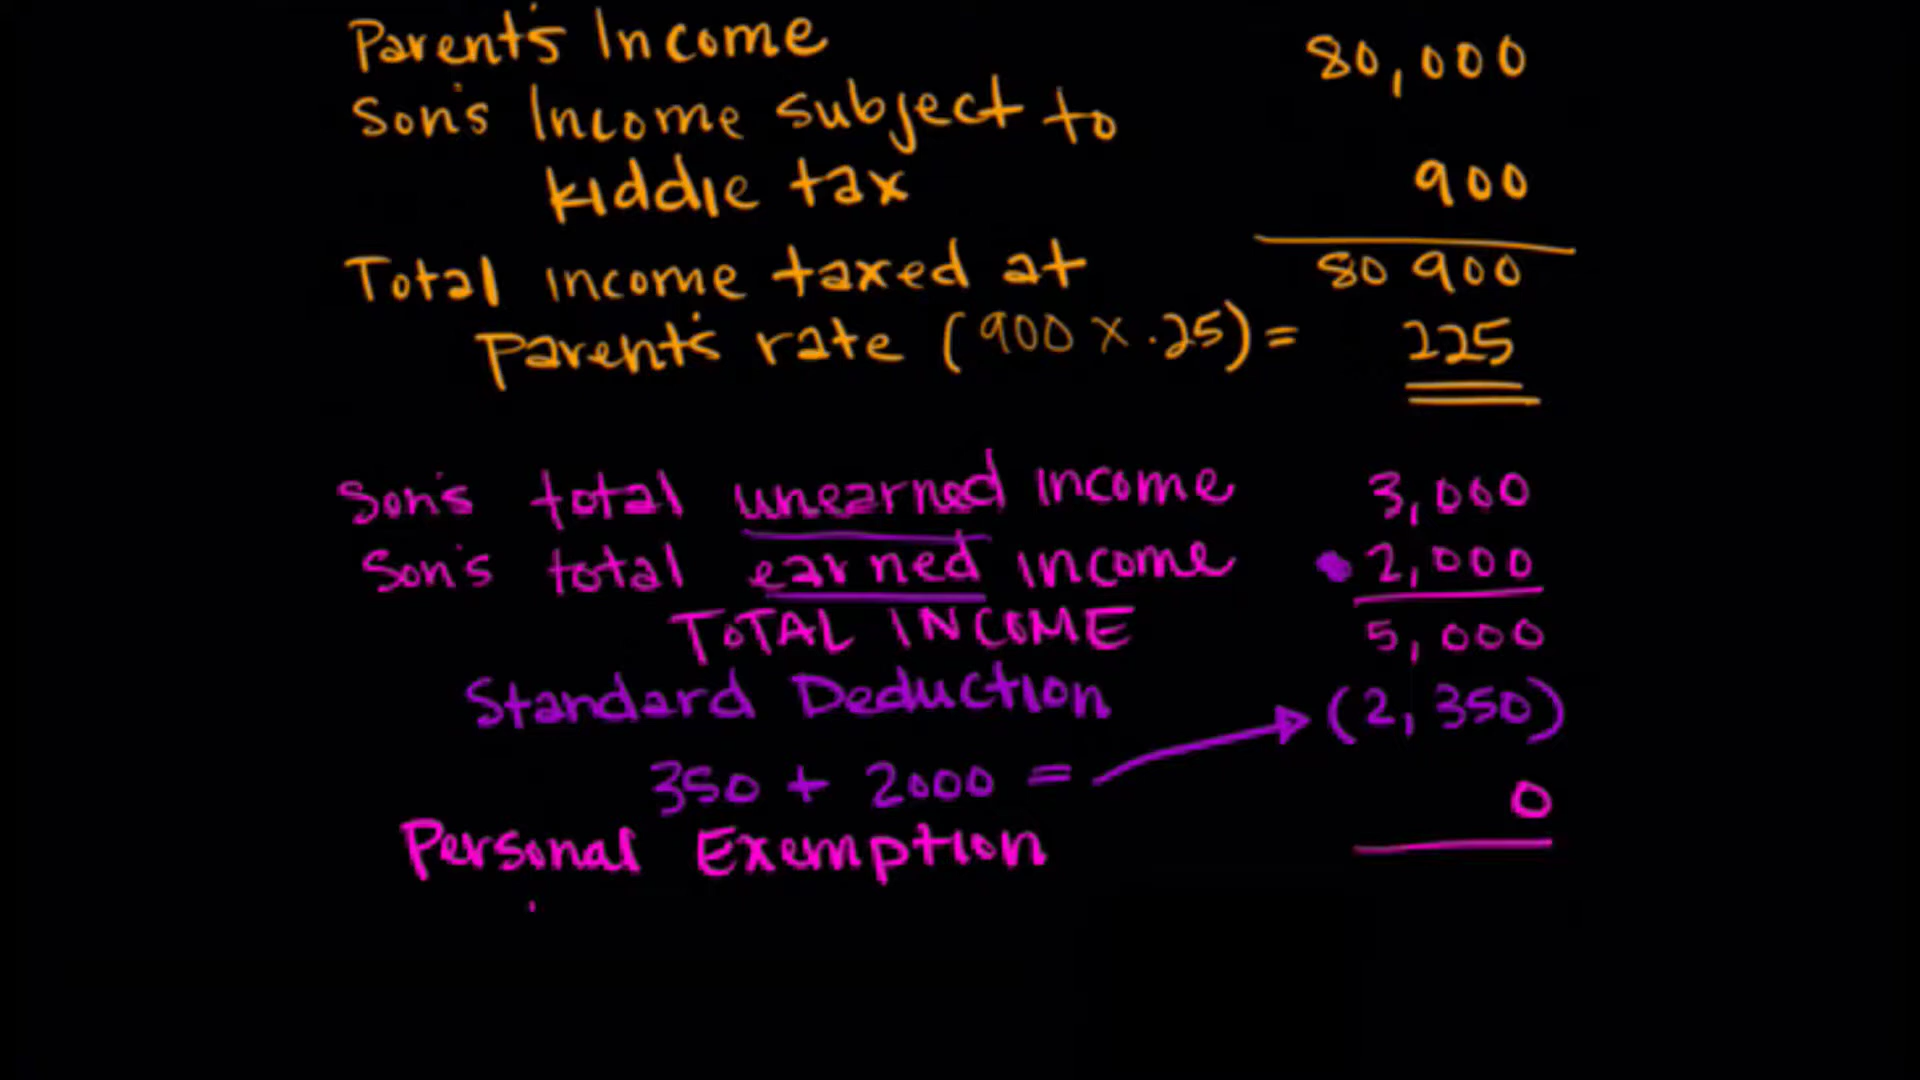 Parent's Income 80,000
Son's Income subject to
kiddie tax 900
Total income taxed at 80 900
Parent's rate (900 x .25) = 225
Son's total unearned income 3,000
Son's total earned income 2,000
TOTAL INCOME 5,000
Standard Deduction (2,350)
350 + 2000 =
Personal Exemption 0